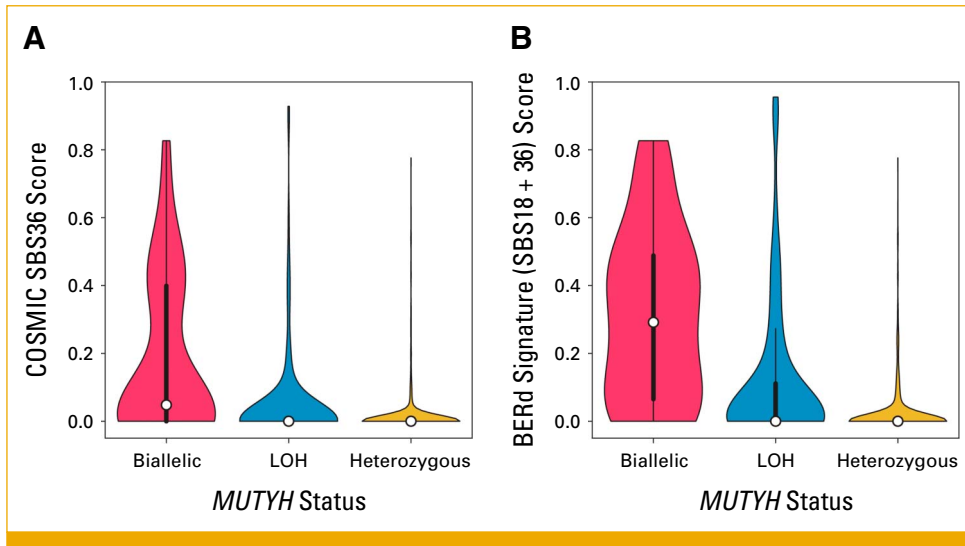 A
COSMIC SBS36 Score
1.0
0.8
0.6
0.4
0.2
0.0
Biallelic
LOH
Heterozygous
MUTYH Status
B
BERd Signature (SBS18 + 36) Score
1.0
0.8
0.6
0.4
0.2
0.0
Biallelic
LOH
Heterozygous
MUTYH Status